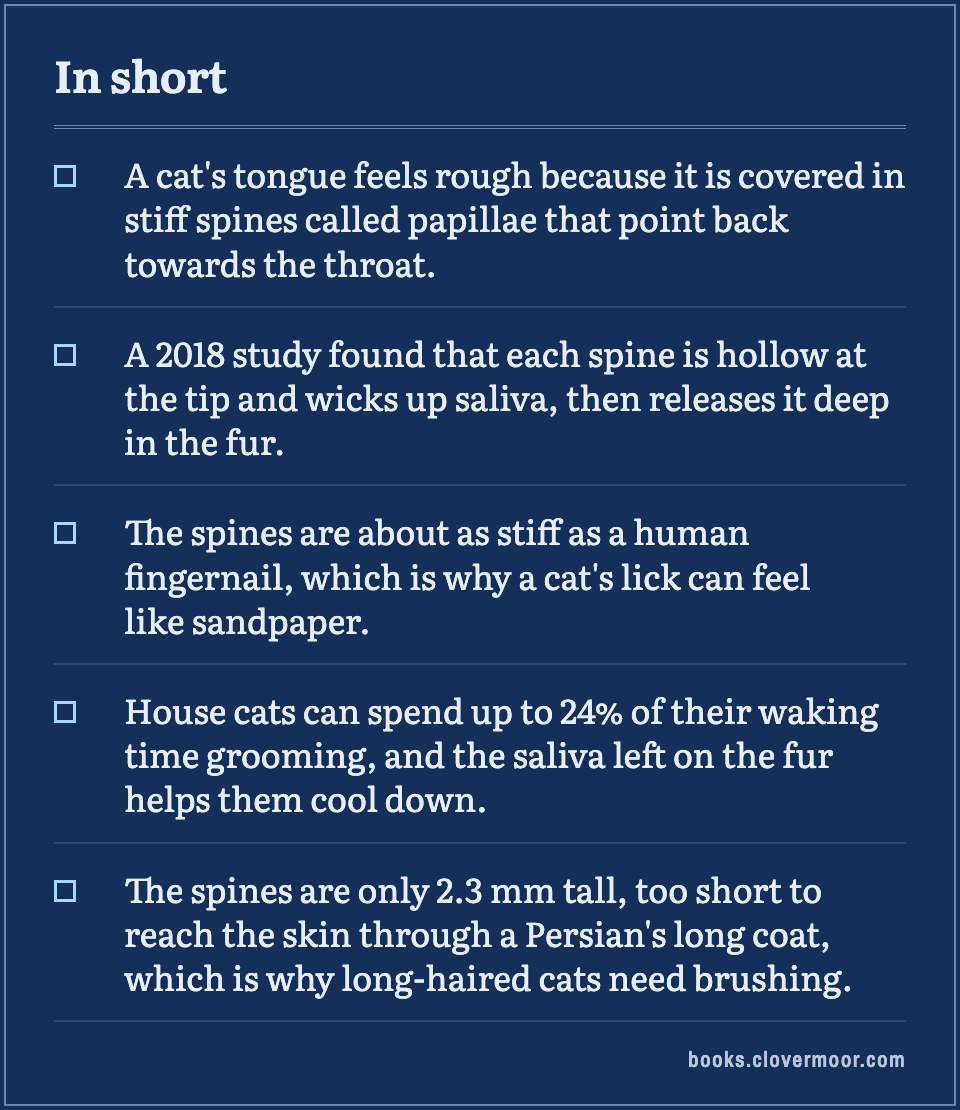 In short
A cat's tongue feels rough because it is covered in
stiff spines called papillae that point back
towards the throat.
A 2018 study found that each spine is hollow at
the tip and wicks up saliva, then releases it deep
in the fur.
The spines are about as stiff as a human
fingernail, which is why a cat's lick can feel
like sandpaper.
House cats can spend up to 24% of their waking
time grooming, and the saliva left on the fur
helps them cool down.
The spines are only 2.3 mm tall, too short to
reach the skin through a Persian's long coat,
which is why long-haired cats need brushing.
books.clovermoor.com